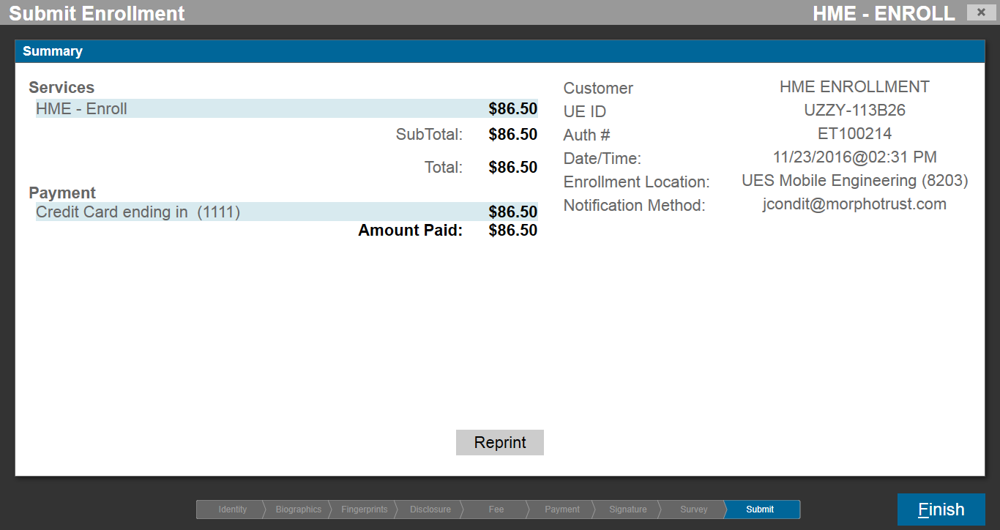 Submit Enrollment
HME - ENROLL
×
Summary
Services
HME - Enroll $86.50
SubTotal: $86.50
Total: $86.50
Payment
Credit Card ending in (1111) $86.50
Amount Paid: $86.50
Customer HME ENROLLMENT
UE ID UZZY-113B26
Auth # ET100214
Date/Time: 11/23/2016@02:31 PM
Enrollment Location: UES Mobile Engineering (8203)
Notification Method: jcondit@morphotrust.com
Reprint
Identity Biographics Fingerprints Disclosure Fee Payment Signature Survey Submit
Finish